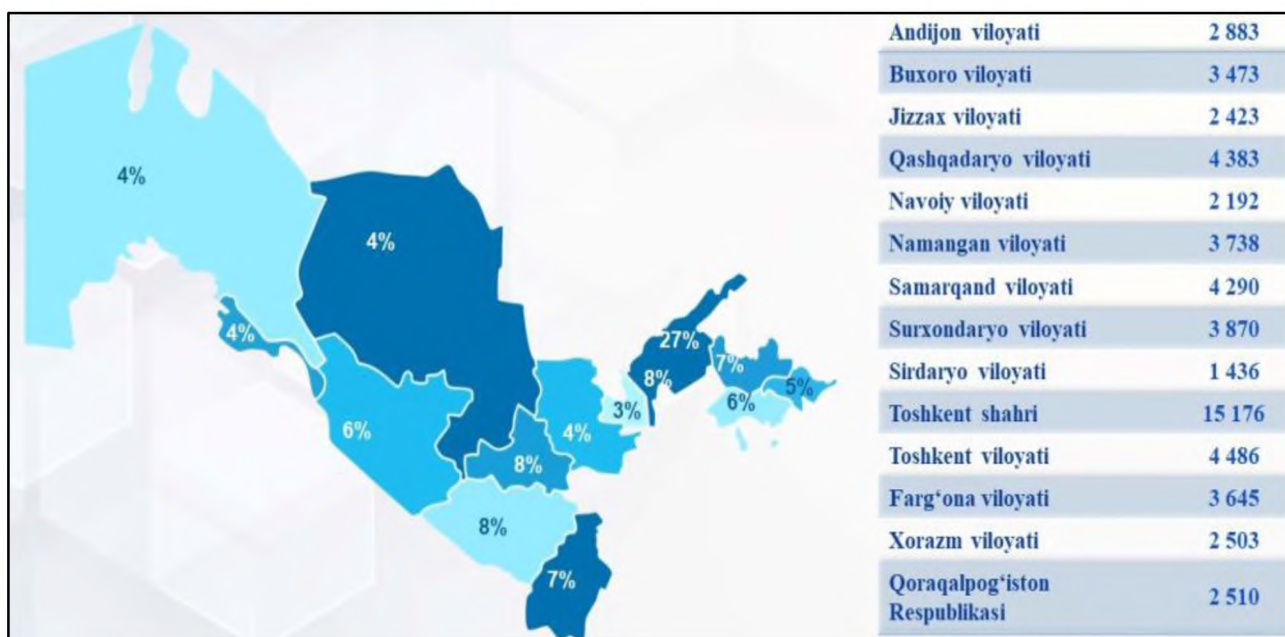 4%
4%
4%
27%
7%
8%
5%
3%
6%
6%
4%
8%
8%
7%
Andijon viloyati 2 883
Buxoro viloyati 3 473
Jizzax viloyati 2 423
Qashqadaryo viloyati 4 383
Navoiy viloyati 2 192
Namangan viloyati 3 738
Samarqand viloyati 4 290
Surxondaryo viloyati 3 870
Sirdaryo viloyati 1 436
Toshkent shahri 15 176
Toshkent viloyati 4 486
Farg‘ona viloyati 3 645
Xorazm viloyati 2 503
Qoraqalpog‘iston
Respublikasi 2 510